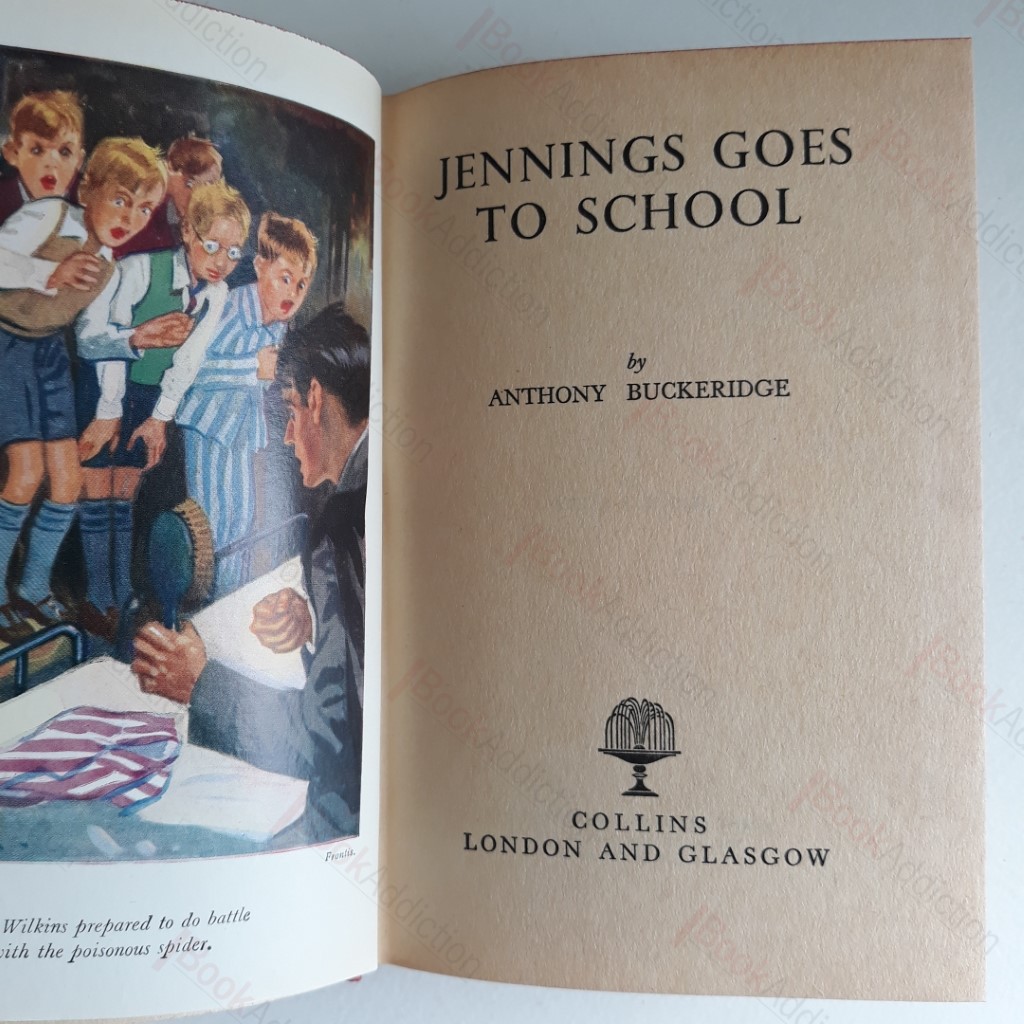 Frontis.
Wilkins prepared to do battle
with the poisonous spider.
JENNINGS GOES
TO SCHOOL
by
ANTHONY BUCKERIDGE
COLLINS
LONDON AND GLASGOW
BookAddiction